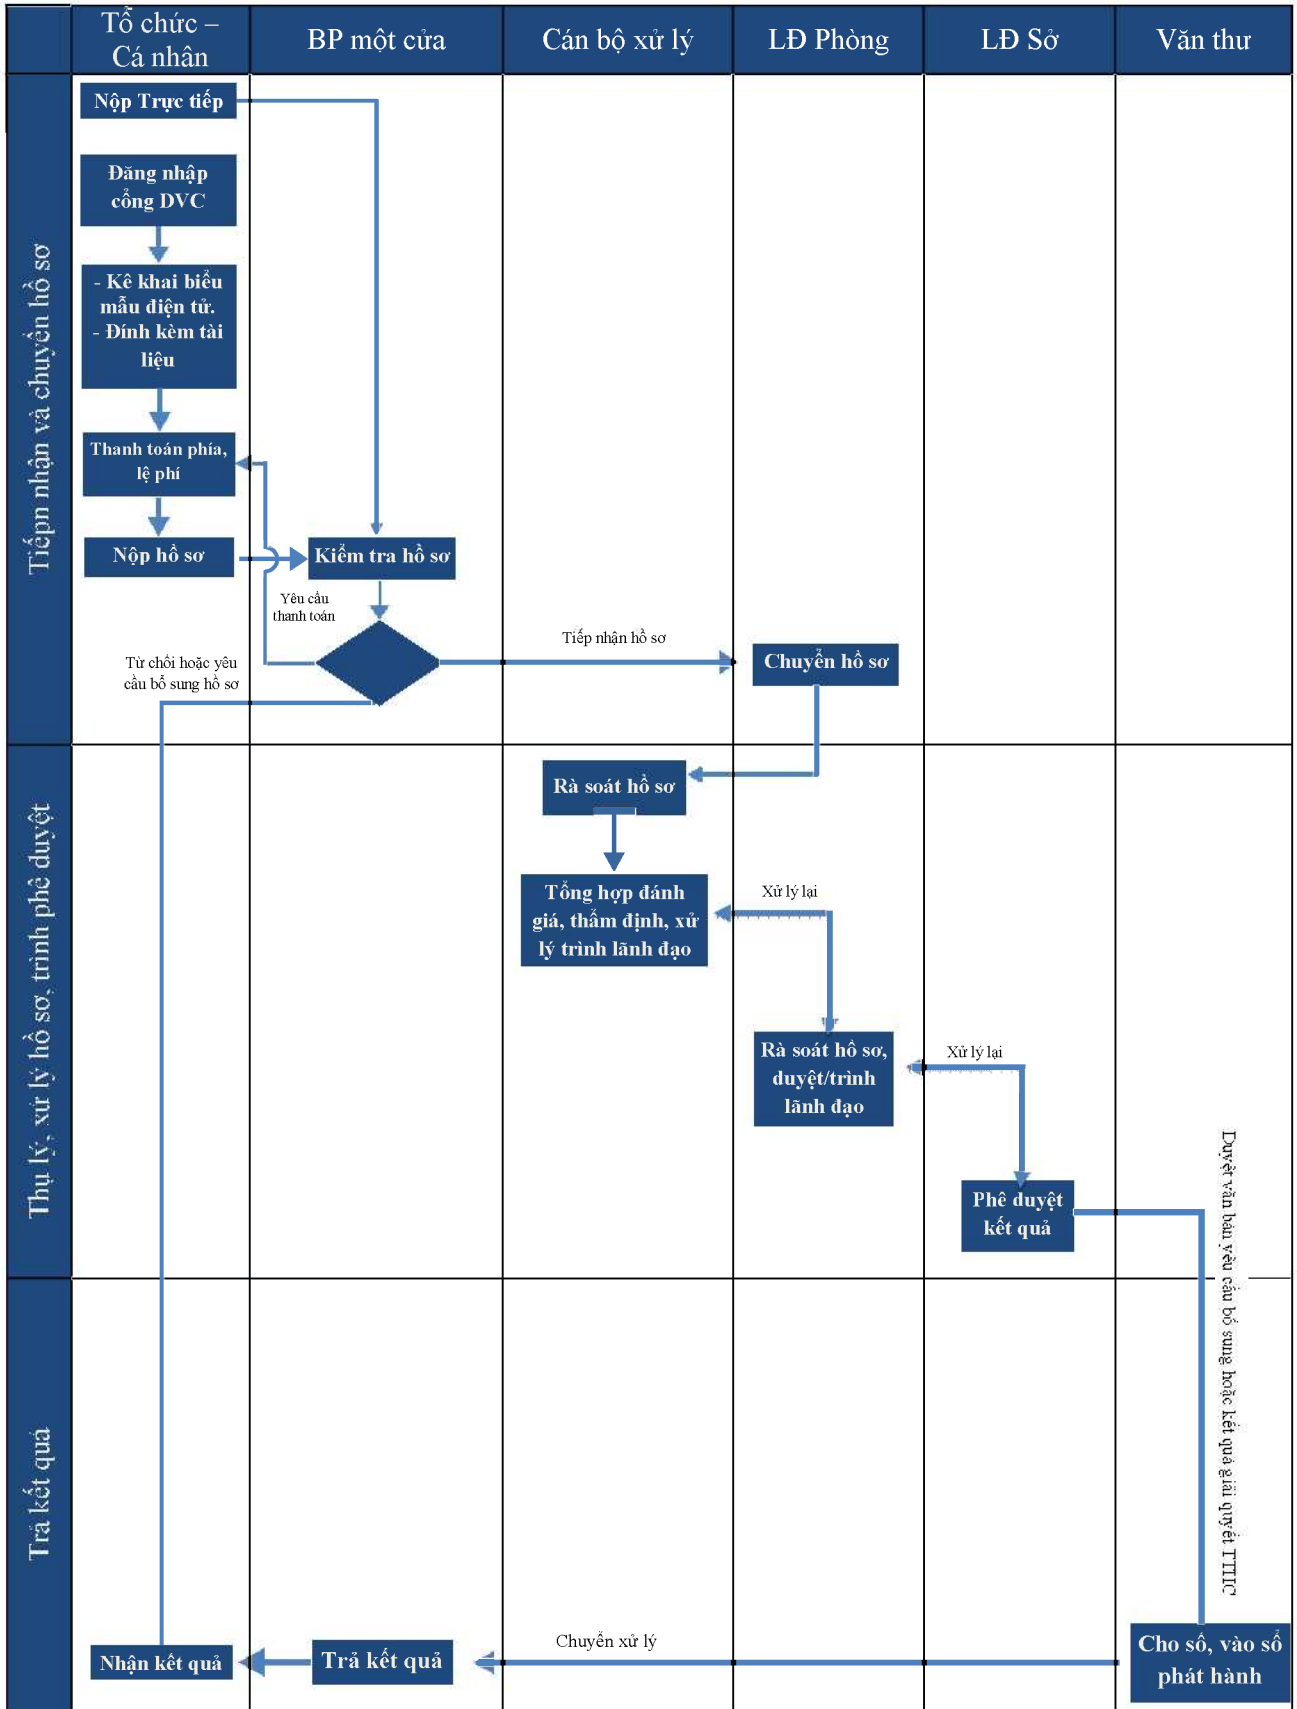 Tổ chức –
Cá nhân
BP một cửa
Cán bộ xử lý
LĐ Phòng
LĐ Sở
Văn thư
Tiếpn nhận và chuyển hồ sơ
Nộp Trực tiếp
Đăng nhập
cổng DVC
- Kê khai biểu
mẫu điện tử.
- Đính kèm tài
liệu
Thanh toán phía,
lệ phí
Nộp hồ sơ
Kiểm tra hồ sơ
Yêu cầu
thanh toán
Tiếp nhận hồ sơ
Chuyển hồ sơ
Từ chối hoặc yêu
cầu bổ sung hồ sơ
Thụ lý, xử lý hồ sơ, trình phê duyệt
Rà soát hồ sơ
Tổng hợp đánh
giá, thẩm định, xử
lý trình lãnh đạo
Xử lý lại
Rà soát hồ sơ,
duyệt/trình
lãnh đạo
Xử lý lại
Phê duyệt
kết quả
Duyệt văn bản yêu cầu bổ sung hoặc kết quả giải quyết TTHC
Trả kết quả
Nhận kết quả
Trả kết quả
Chuyển xử lý
Cho số, vào sổ
phát hành